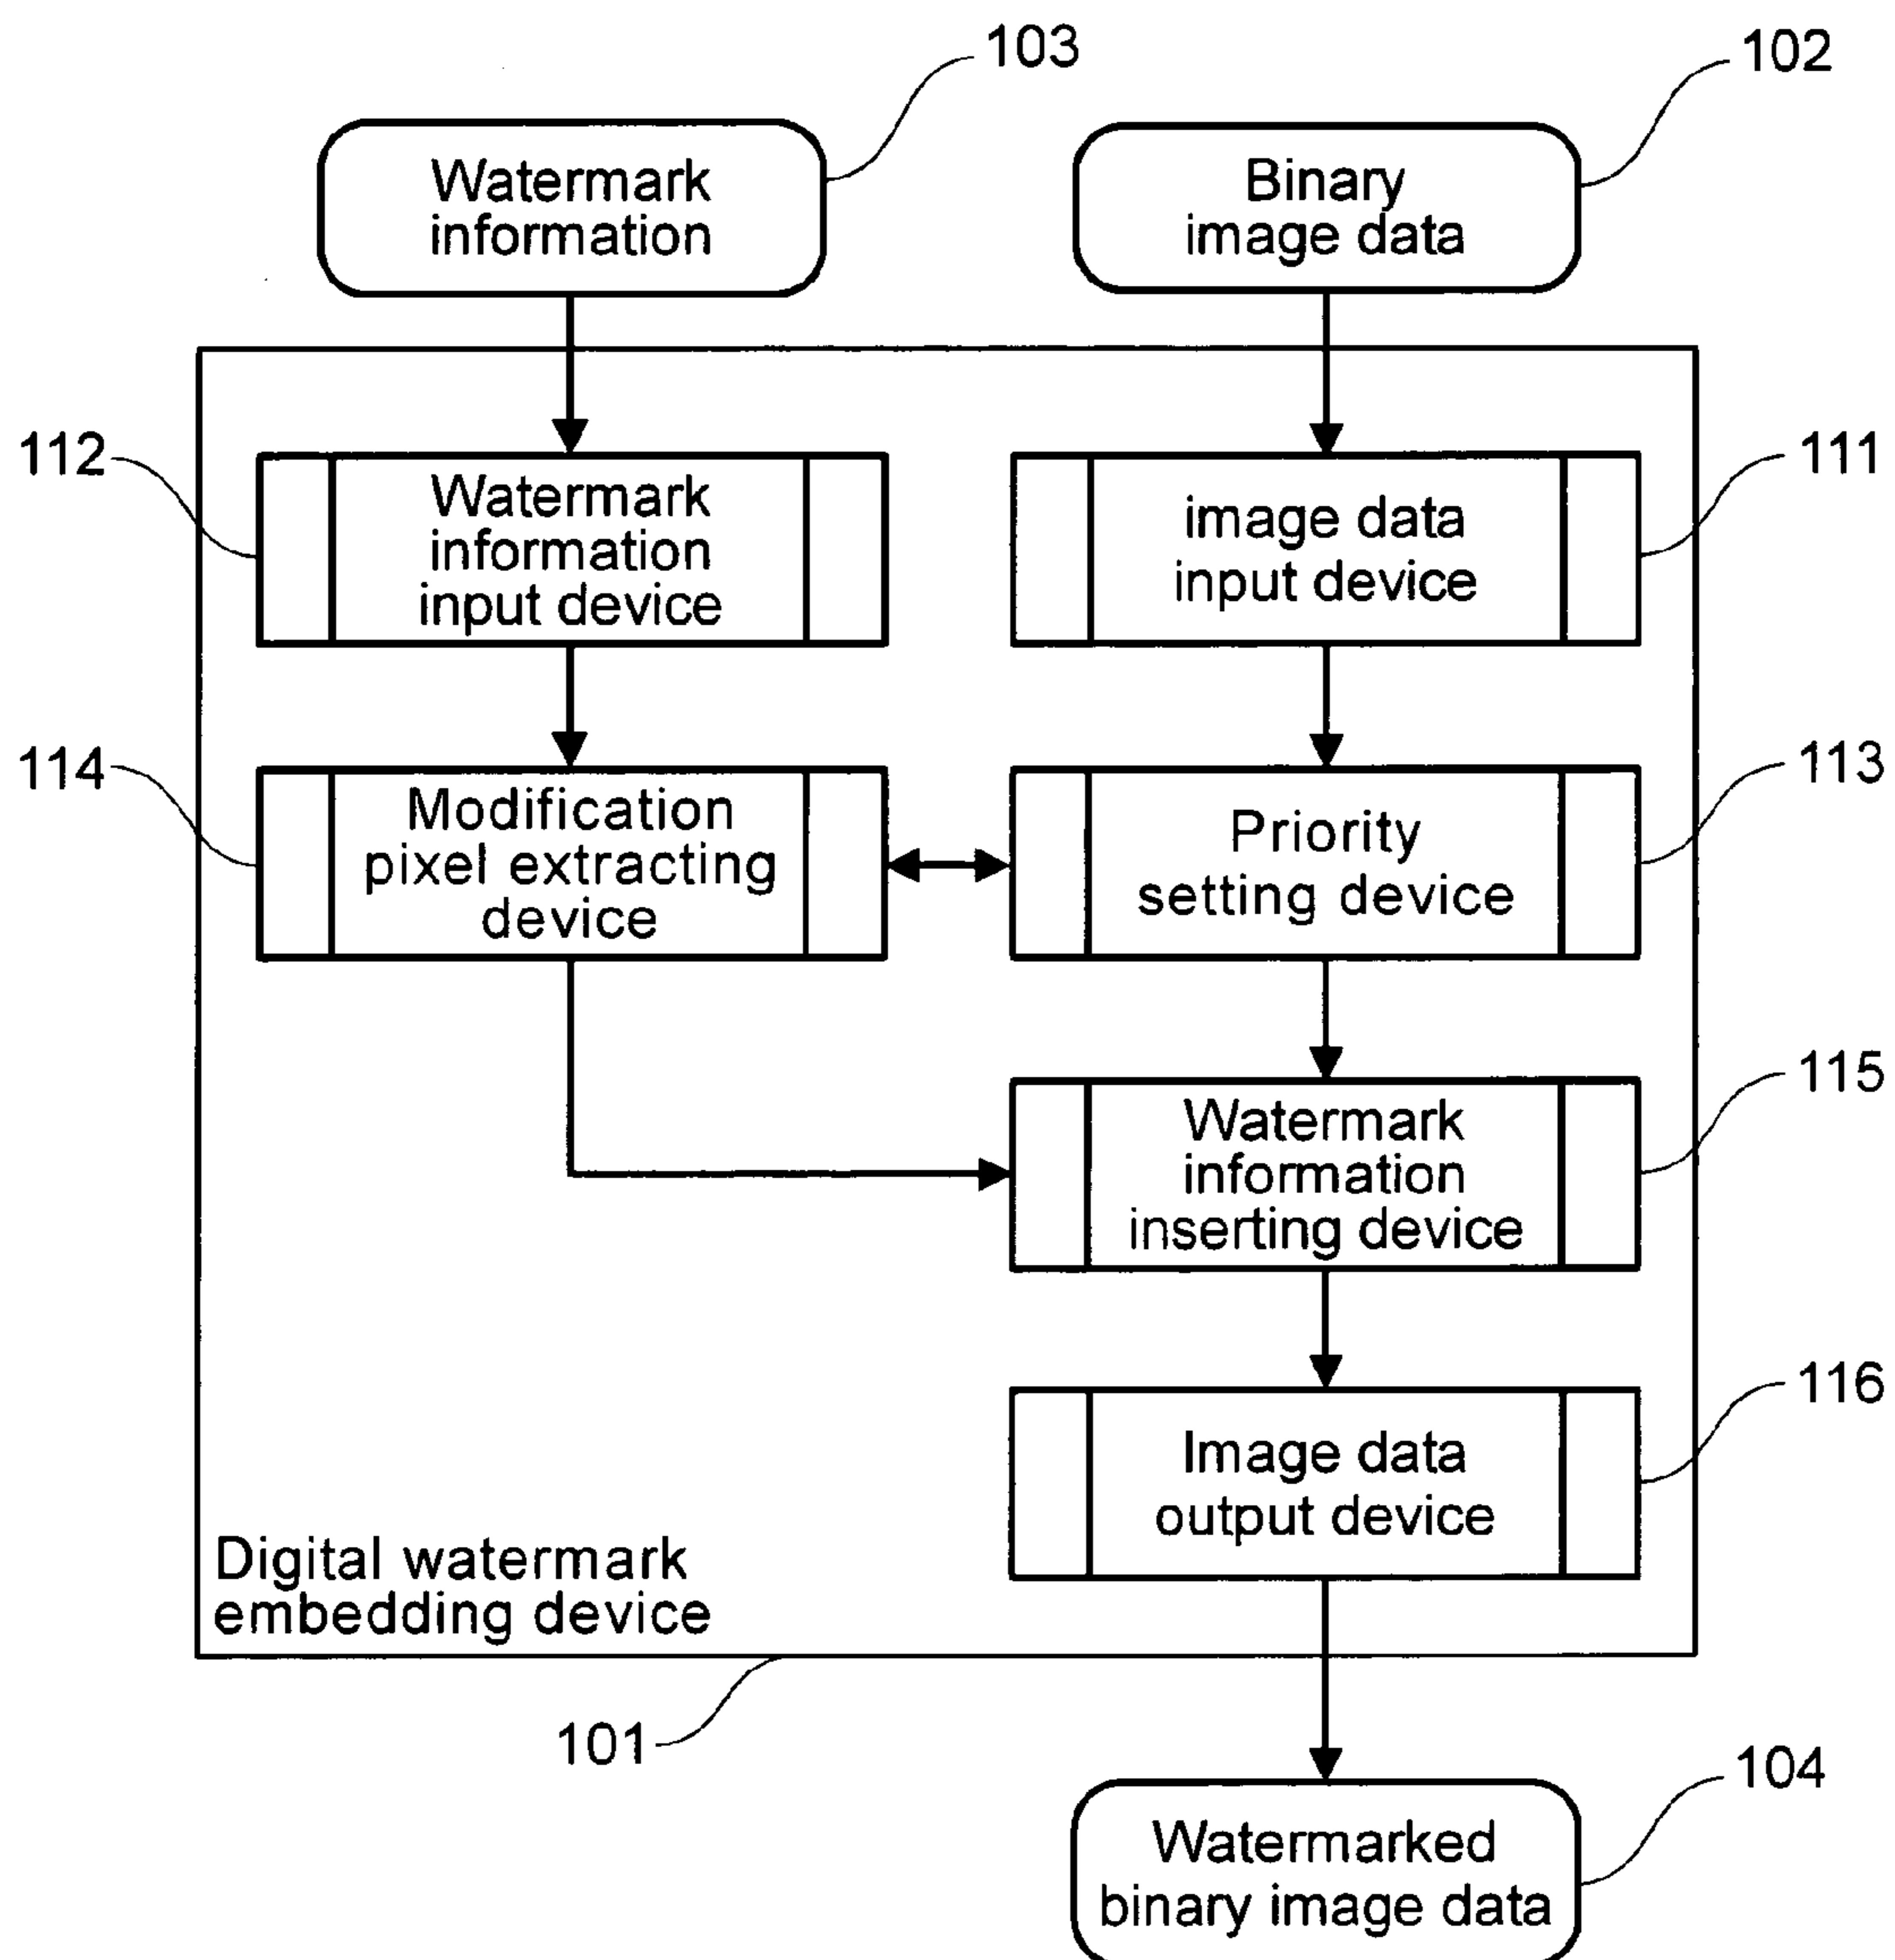 103
102
Watermark
information
Binary
image data
112
Watermark
information
input device
image data
input device
111
114
Modification
pixel extracting
device
Priority
setting device
113
Watermark
information
inserting device
115
Image data
output device
116
Digital watermark
embedding device
101
104
Watermarked
binary image data